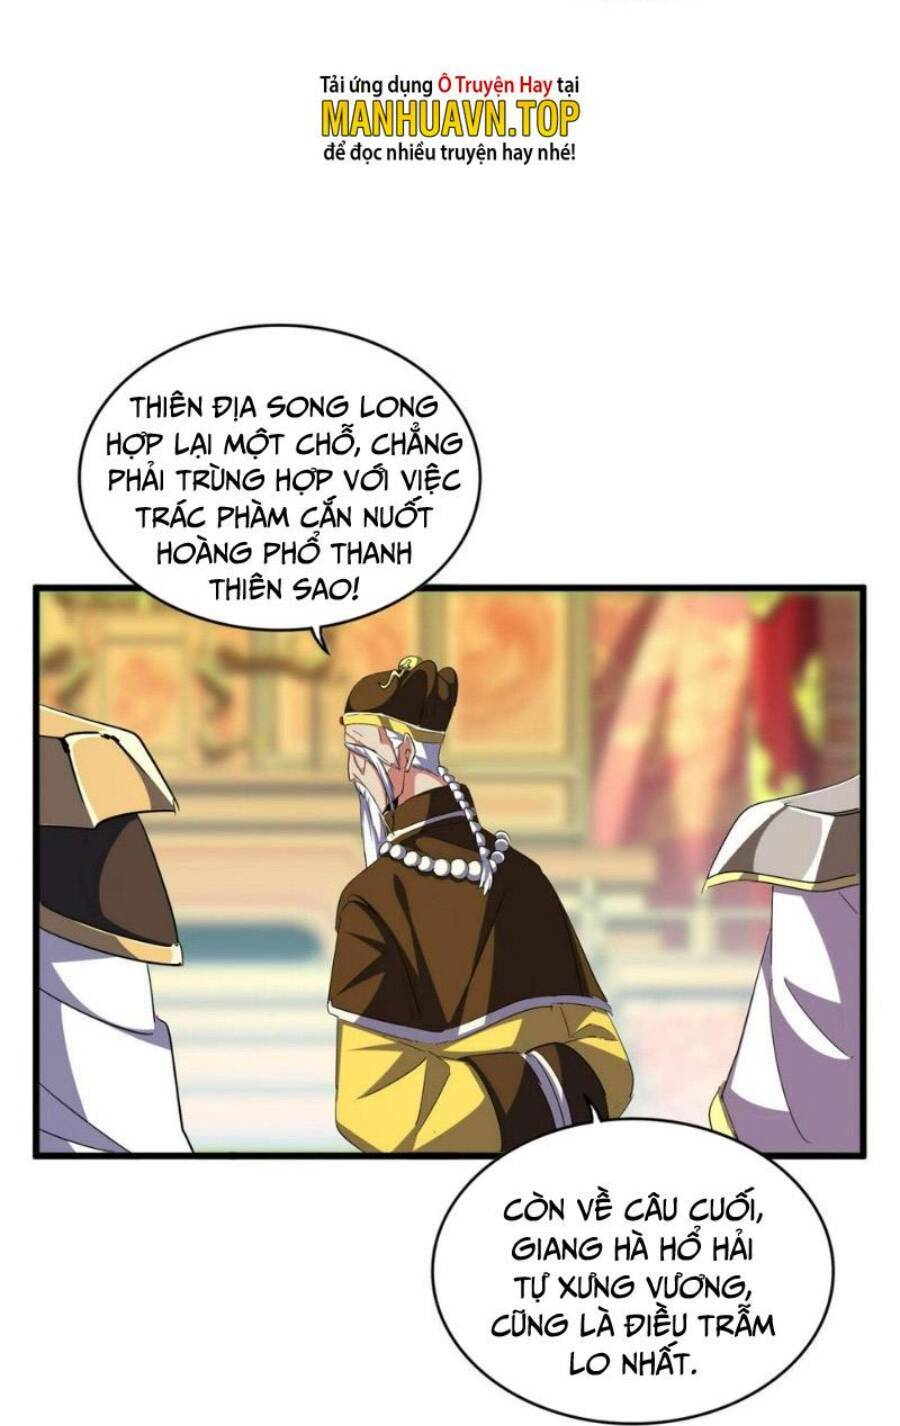 Tải ứng dụng Ô Truyện Hay tại
MANHUAVN.TOP
để đọc nhiều truyện hay nhé!
THIÊN ĐỊA SONG LONG
HỢP LẠI MỘT CHỖ, CHẲNG
PHẢI TRÙNG HỢP VỚI VIỆC
TRÁC PHÀM CẮN NUỐT
HOÀNG PHỔ THANH
THIÊN SAO!
CÒN VỀ CÂU CUỐI,
GIANG HÀ HỔ HẢI
TỰ XƯNG VƯƠNG,
CŨNG LÀ ĐIỀU TRẪM
LO NHẤT.